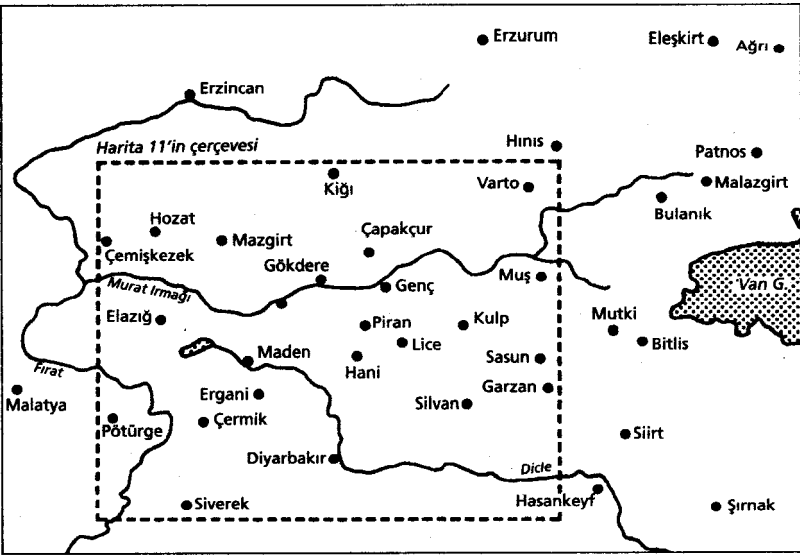 Erzurum
Eleşkirt
Ağrı
Erzincan
Harita 11'in çerçevesi
Hınıs
Patnos
Kiğı
Varto
Malazgirt
Bulanık
Hozat
Mazgirt
Çapakçur
Çemişkezek
Gökdere
Muş
Murat Irmağı
Genç
Van G.
Elazığ
Piran
Kulp
Mutki
Lice
Bitlis
Maden
Hani
Sasun
Fırat
Ergani
Garzan
Malatya
Silvan
Pötürge
Çermik
Siirt
Diyarbakır
Dicle
Siverek
Hasankeyf
Şırnak